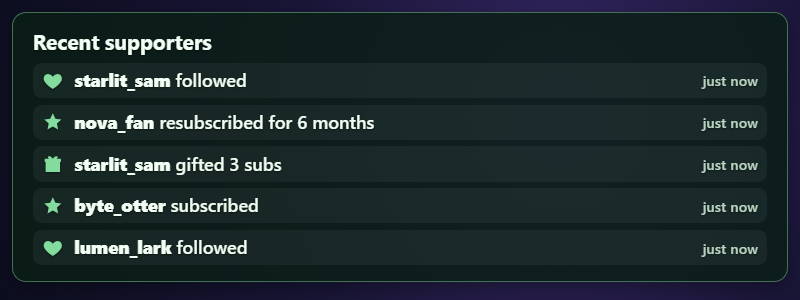 Recent supporters
starlit_sam followed just now
nova_fan resubscribed for 6 months just now
starlit_sam gifted 3 subs just now
byte_otter subscribed just now
lumen_lark followed just now